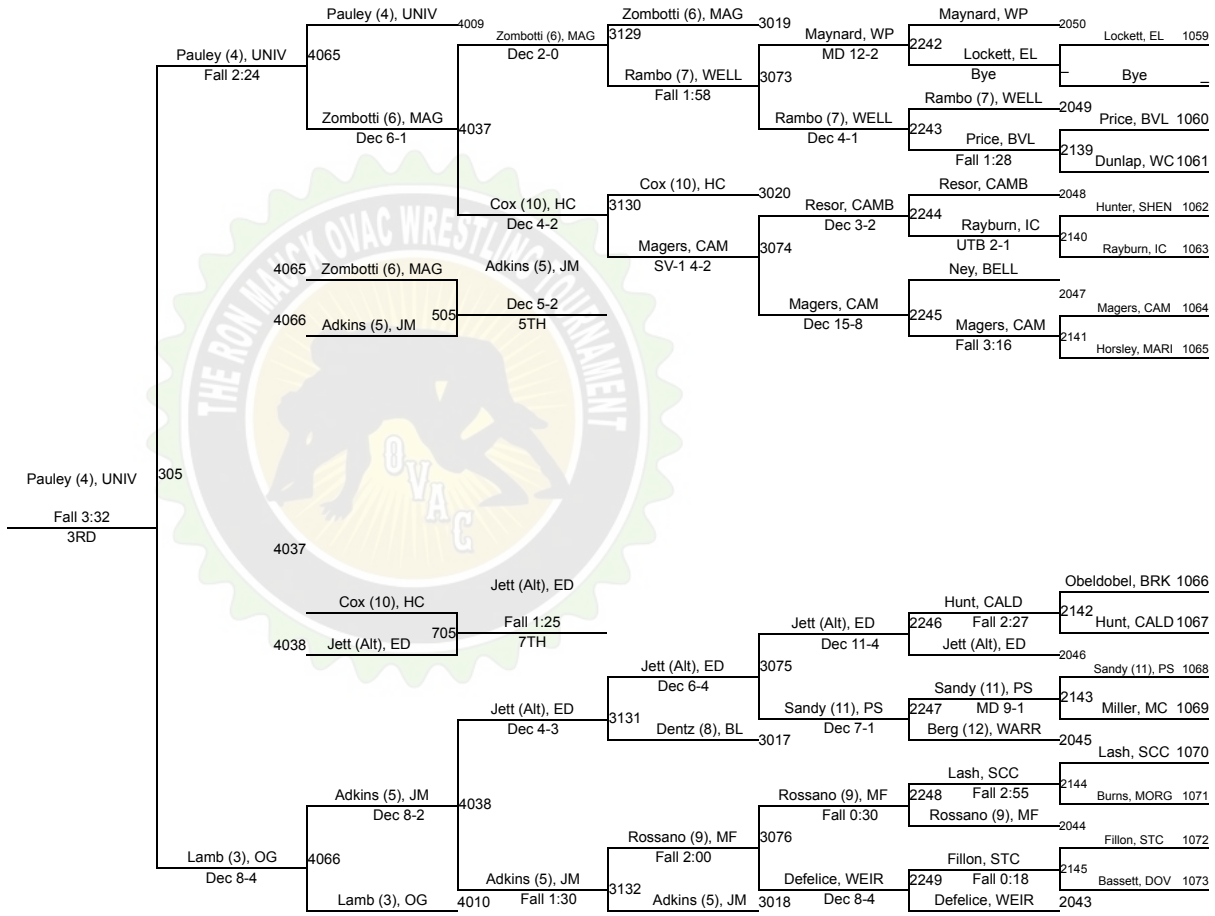 Pauley (4), UNIV 4009
Zombotti (6), MAG 3019
Maynard, WP 2050
Zombotti (6), MAG 3129
Maynard, WP 2242
Lockett, EL 1059
Pauley (4), UNIV 4065
Dec 2-0
MD 12-2
Lockett, EL
Fall 2:24
Rambo (7), WELL 3073
Bye _
Bye _
Fall 1:58
Rambo (7), WELL 2049
Zombotti (6), MAG 4037
Rambo (7), WELL 2243
Price, BVL 1060
Dec 6-1
Dec 4-1
Price, BVL 2139
Fall 1:28
Dunlap, WC 1061
Cox (10), HC 3020
Resor, CAMB 2048
Cox (10), HC 3130
Resor, CAMB 2244
Hunter, SHEN 1062
Dec 4-2
Dec 3-2
Rayburn, IC 2140
Magers, CAM 3074
UTB 2-1
Rayburn, IC 1063
SV-1 4-2
4065 Zombotti (6), MAG
Adkins (5), JM
Ney, BELL 2047
4066 Adkins (5), JM 505
Dec 5-2
5TH
Magers, CAM 2245
Dec 15-8
Magers, CAM 1064
Magers, CAM 2141
Fall 3:16
Horsley, MARI 1065
THE RON MAUCK OVAC WRESTLING TOURNAMENT
OVAC
Pauley (4), UNIV 305
Fall 3:32
3RD
4037
Cox (10), HC
Jett (Alt), ED
Obeldobel, BRK 1066
4038 Jett (Alt), ED 705
Fall 1:25
7TH
Hunt, CALD 2142
Jett (Alt), ED 2246
Fall 2:27
Hunt, CALD 1067
Dec 11-4
Jett (Alt), ED 2046
Jett (Alt), ED 3075
Sandy (11), PS 1068
Dec 6-4
Sandy (11), PS 2143
Jett (Alt), ED 3131
Sandy (11), PS 2247
MD 9-1
Miller, MC 1069
Dec 4-3
Dentz (8), BL 3017
Dec 7-1
Berg (12), WARR 2045
Lash, SCC 1070
Lash, SCC 2144
Adkins (5), JM 4038
Rossano (9), MF 2248
Fall 2:55
Burns, MORG 1071
Dec 8-2
Fall 0:30
Rossano (9), MF 2044
Rossano (9), MF 3076
Fillon, STC 1072
Lamb (3), OG 4066
Fall 2:00
Fillon, STC 2145
Dec 8-4
Adkins (5), JM 3132
Defelice, WEIR 2249
Fall 0:18
Bassett, DOV 1073
Lamb (3), OG 4010
Fall 1:30
Adkins (5), JM 3018
Dec 8-4
Defelice, WEIR 2043